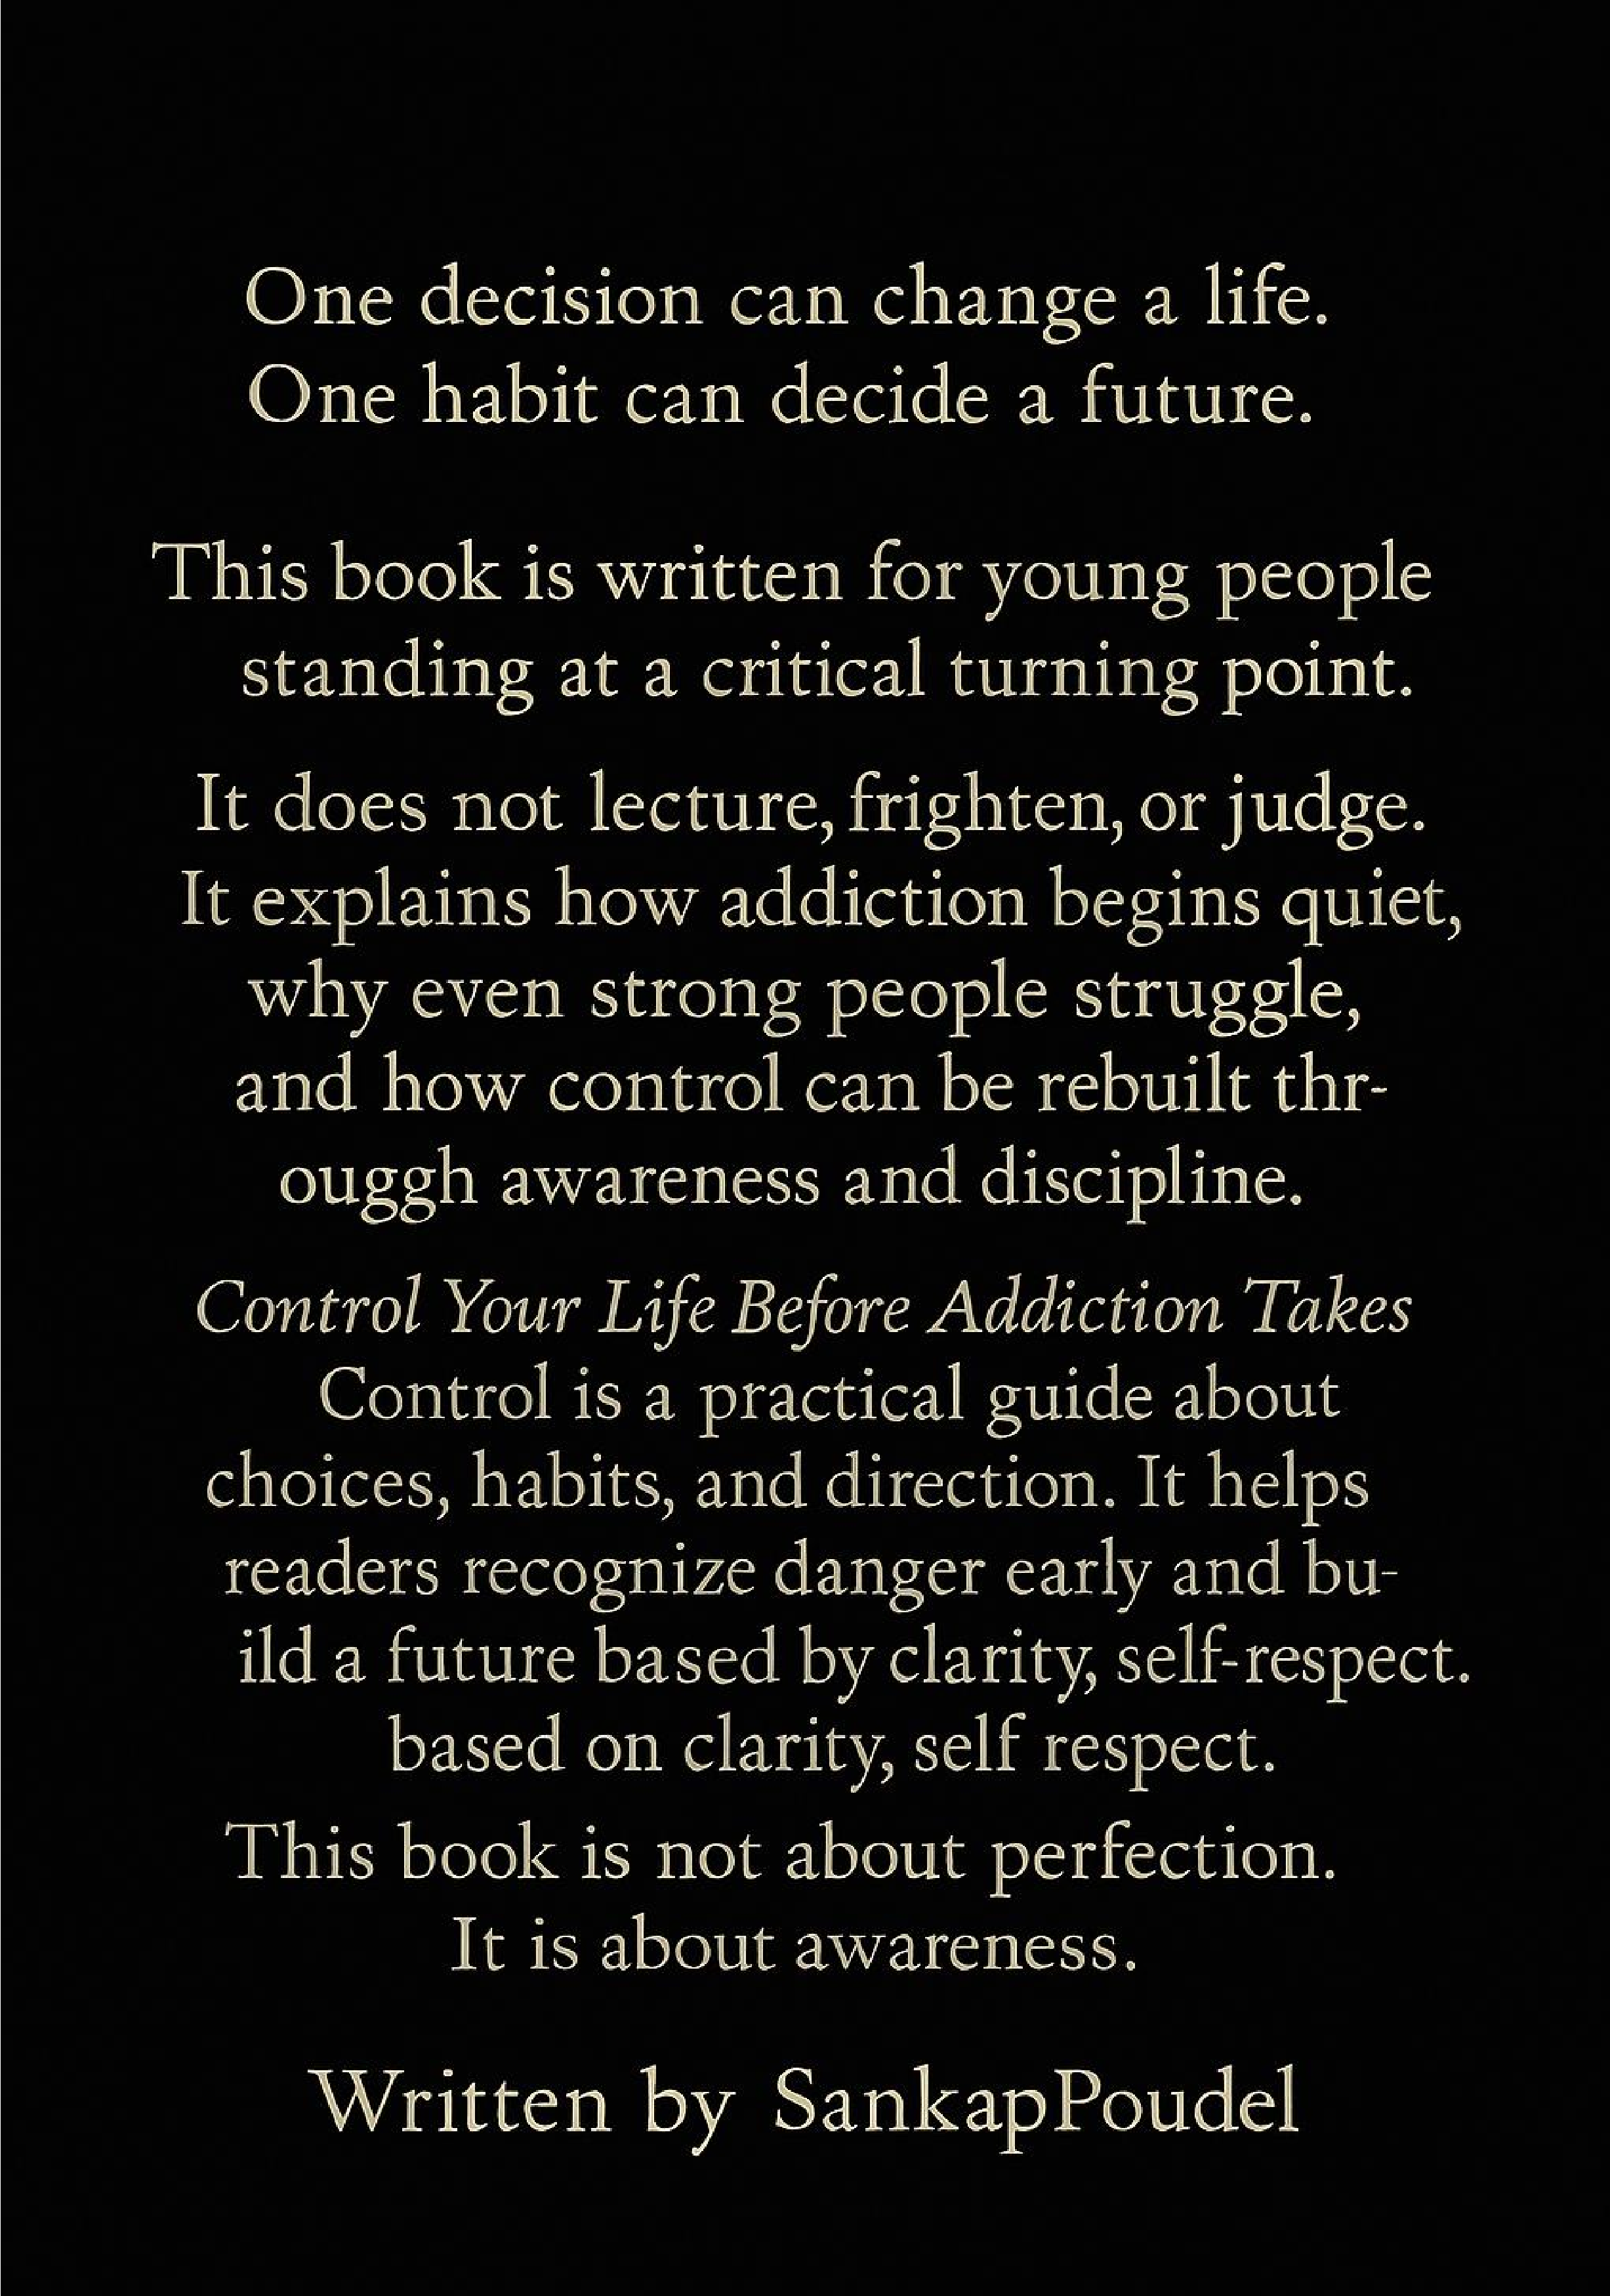 One decision can change a life.
One habit can decide a future.
This book is written for young people
standing at a critical turning point.
It does not lecture, frighten, or judge.
It explains how addiction begins quiet,
why even strong people struggle,
and how control can be rebuilt thr-
ouggh awareness and discipline.
Control Your Life Before Addiction Takes
Control is a practical guide about
choices, habits, and direction. It helps
readers recognize danger early and bu-
ild a future based by clarity, self-respect.
based on clarity, self respect.
This book is not about perfection.
It is about awareness.
Written by SankapPoudel